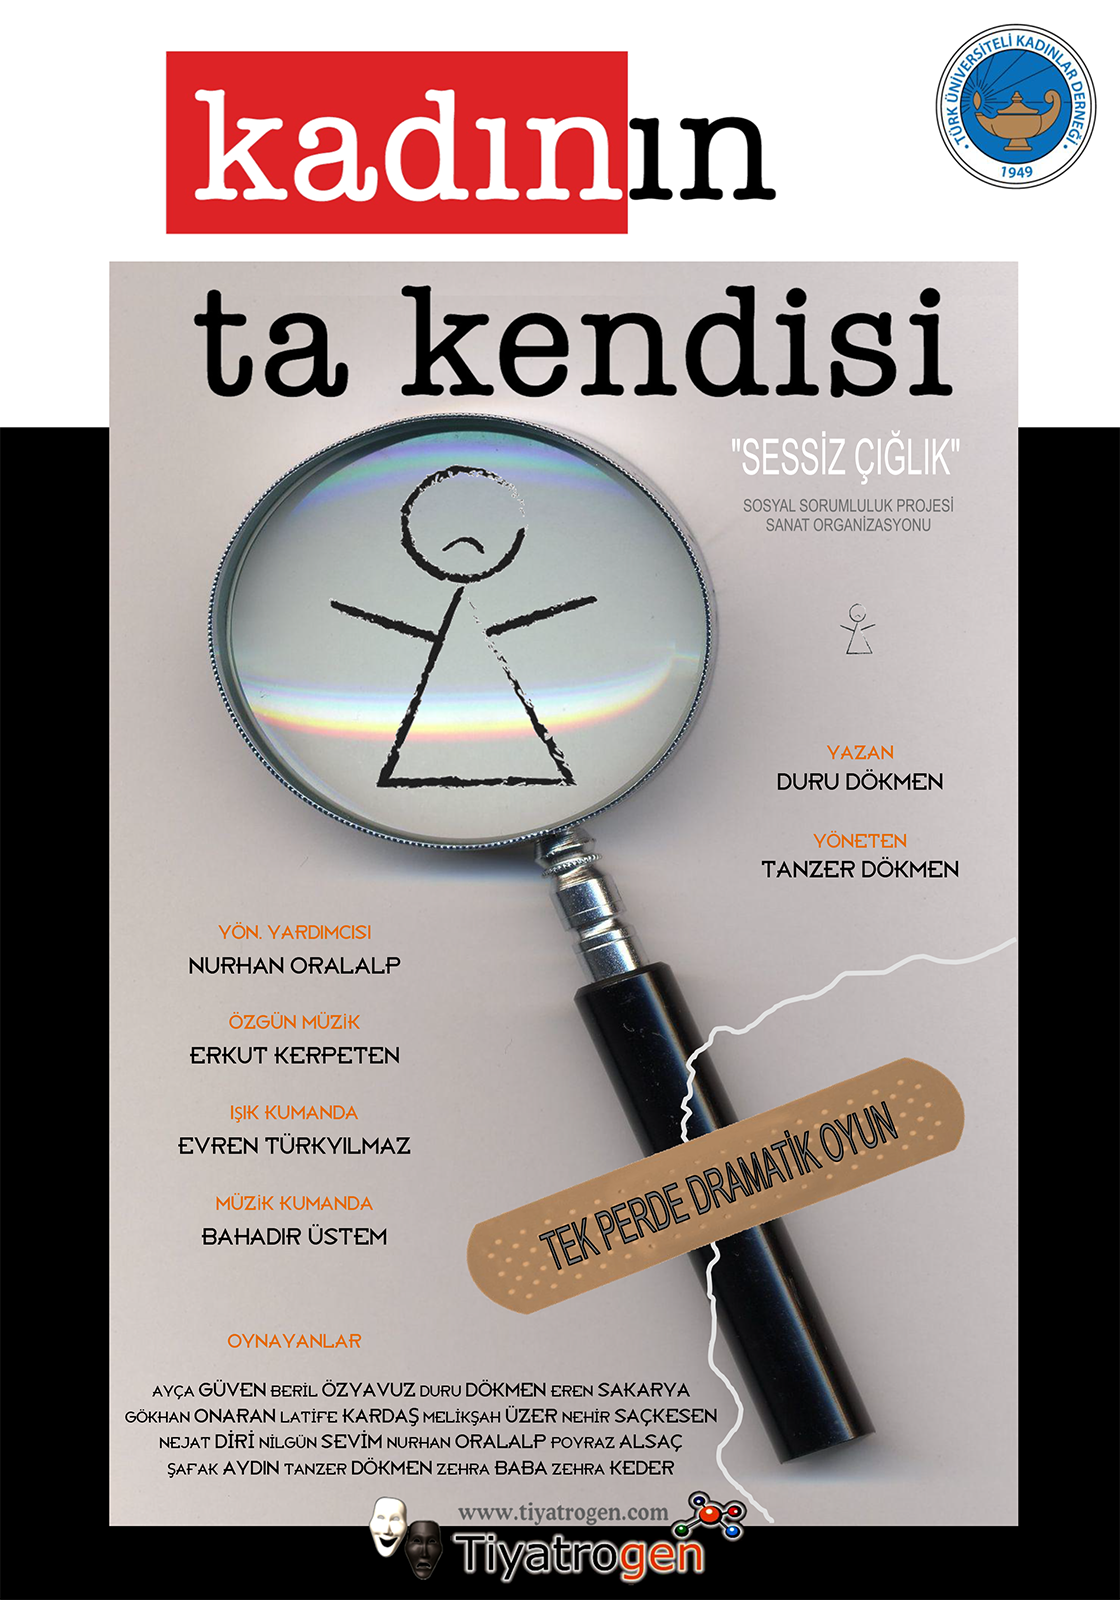 TÜRK ÜNİVERSİTELİ KADINLAR DERNEĞİ
1949
kadının
ta kendisi
"SESSİZ ÇIĞLIK"
SOSYAL SORUMLULUK PROJESİ
SANAT ORGANİZASYONU
YAZAN
DURU DÖKMEN
YÖNETEN
TANZER DÖKMEN
YÖN. YARDIMCISI
NURHAN ORALALP
ÖZGÜN MÜZİK
ERKUT KERPETEN
IŞIK KUMANDA
EVREN TÜRKYILMAZ
MÜZİK KUMANDA
BAHADIR ÜSTEM
TEK PERDE DRAMATİK OYUN
OYNAYANLAR
AYÇA GÜVEN BERİL ÖZYAVUZ DURU DÖKMEN EREN SAKARYA
GÖKHAN ONARAN LATİFE KARDAŞ MELİKŞAH ÜZER NEHİR SAÇKESEN
NEJAT DİRİ NİLGÜN SEVİM NURHAN ORALALP POYRAZ ALSAÇ
ŞAFAK AYDIN TANZER DÖKMEN ZEHRA BABA ZEHRA KEDER
www.tiyatrogen.com
Tiyatrogen